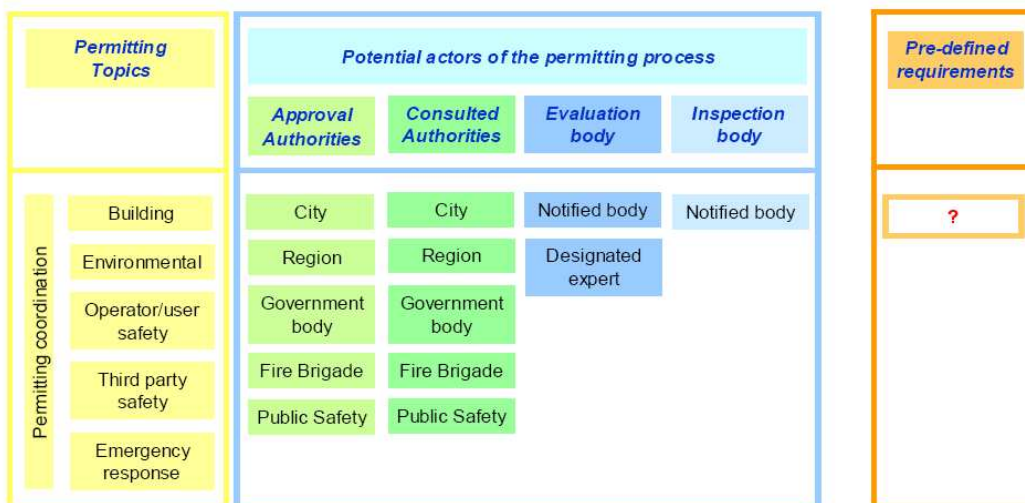 Permitting
Topics
Potential actors of the permitting process
Pre-defined
requirements
Approval
Authorities
Consulted
Authorities
Evaluation
body
Inspection
body
Permitting coordination
Building
Environmental
Operator/user
safety
Third party
safety
Emergency
response
City
Region
Government
body
Fire Brigade
Public Safety
City
Region
Government
body
Fire Brigade
Public Safety
Notified body
Designated
expert
Notified body
?